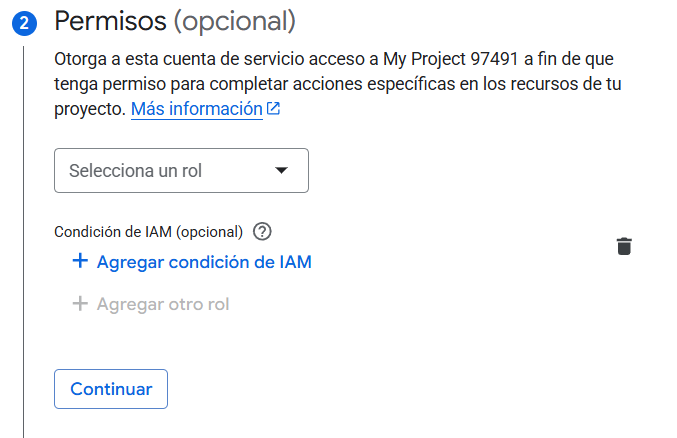 2 Permisos (opcional)
Otorga a esta cuenta de servicio acceso a My Project 97491 a fin de que
tenga permiso para completar acciones específicas en los recursos de tu
proyecto. Más información
Selecciona un rol
Condición de IAM (opcional) ?
+ Agregar condición de IAM
+ Agregar otro rol
Continuar